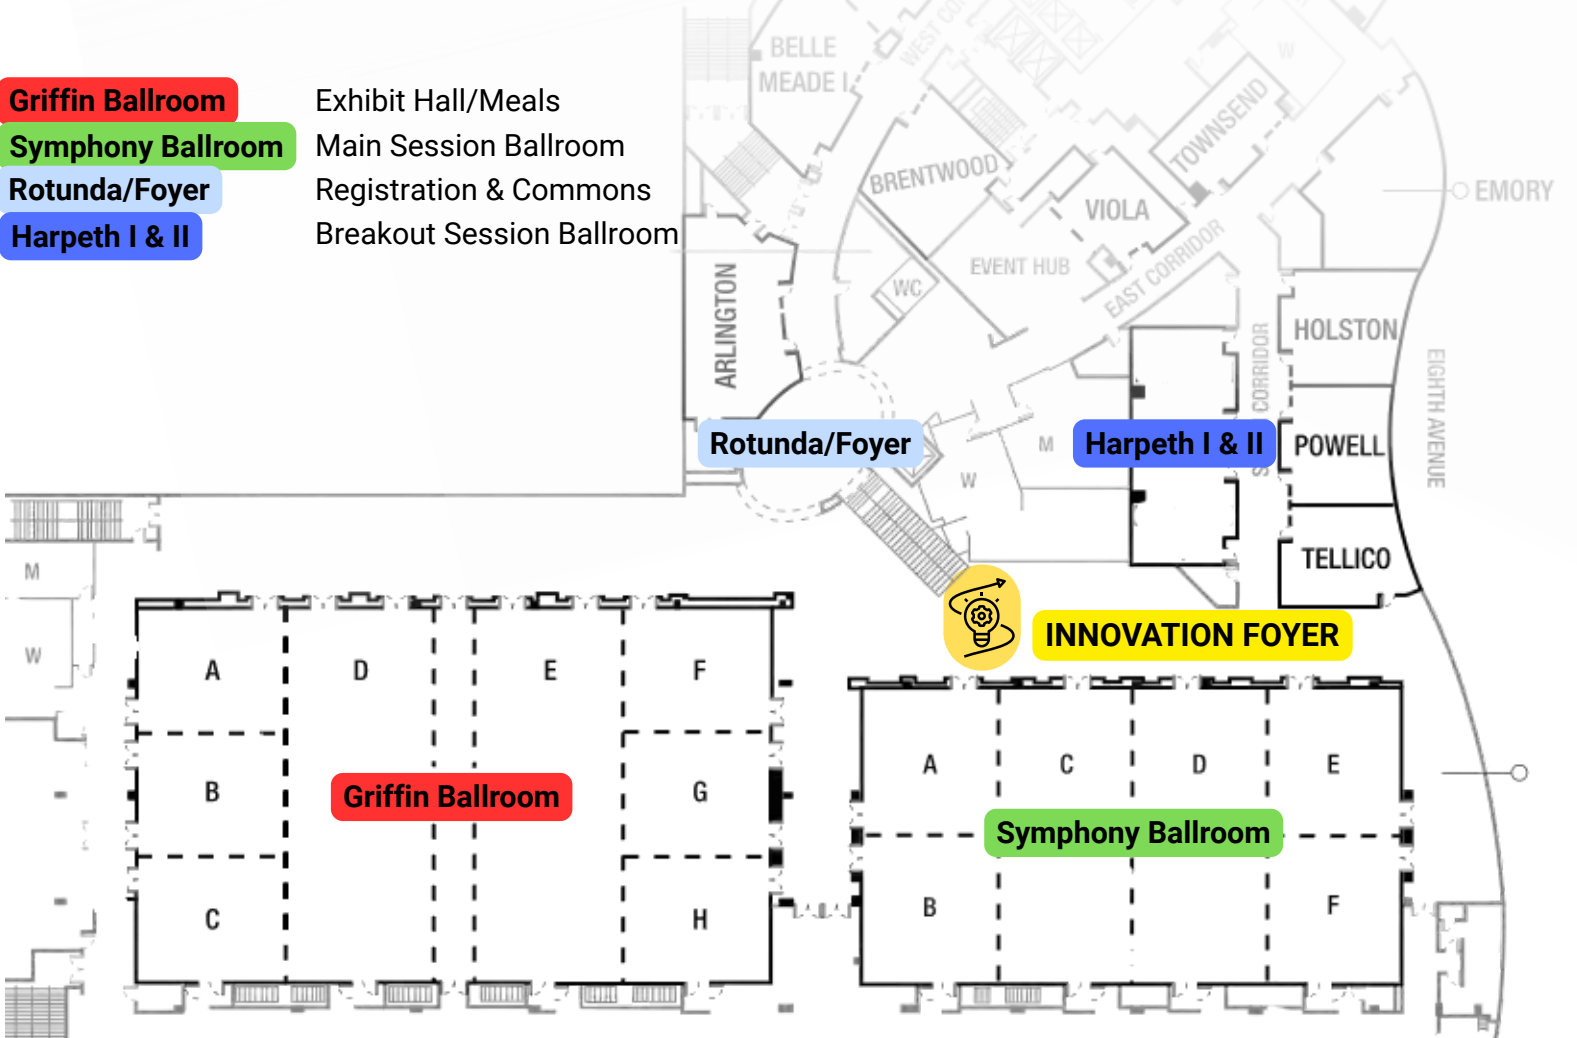 Griffin Ballroom Exhibit Hall/Meals
Symphony Ballroom Main Session Ballroom
Rotunda/Foyer Registration & Commons
Harpeth I & II Breakout Session Ballroom
BELLE
MEADE I
W
TOWNSEND
BRENTWOOD
VIOLA
EMORY
EVENT HUB
EAST CORRIDOR
WC
ARLINGTON
HOLSTON
CORRIDOR
EIGHTH AVENUE
Rotunda/Foyer
M
Harpeth I & II
POWELL
W
TELLICO
M
W
INNOVATION FOYER
A
D
E
F
B
Griffin Ballroom
G
C
H
A
C
D
E
Symphony Ballroom
B
F